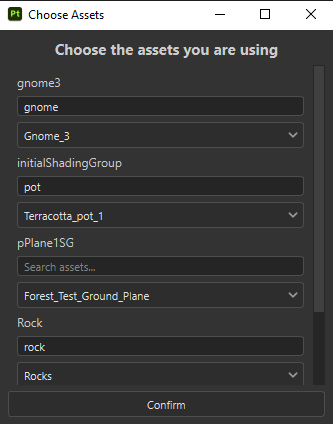 Pt Choose Assets
Choose the assets you are using
gnome3
gnome
Gnome_3
initialShadingGroup
pot
Terracotta_pot_1
pPlane1SG
Search assets...
Forest_Test_Ground_Plane
Rock
rock
Rocks
Confirm